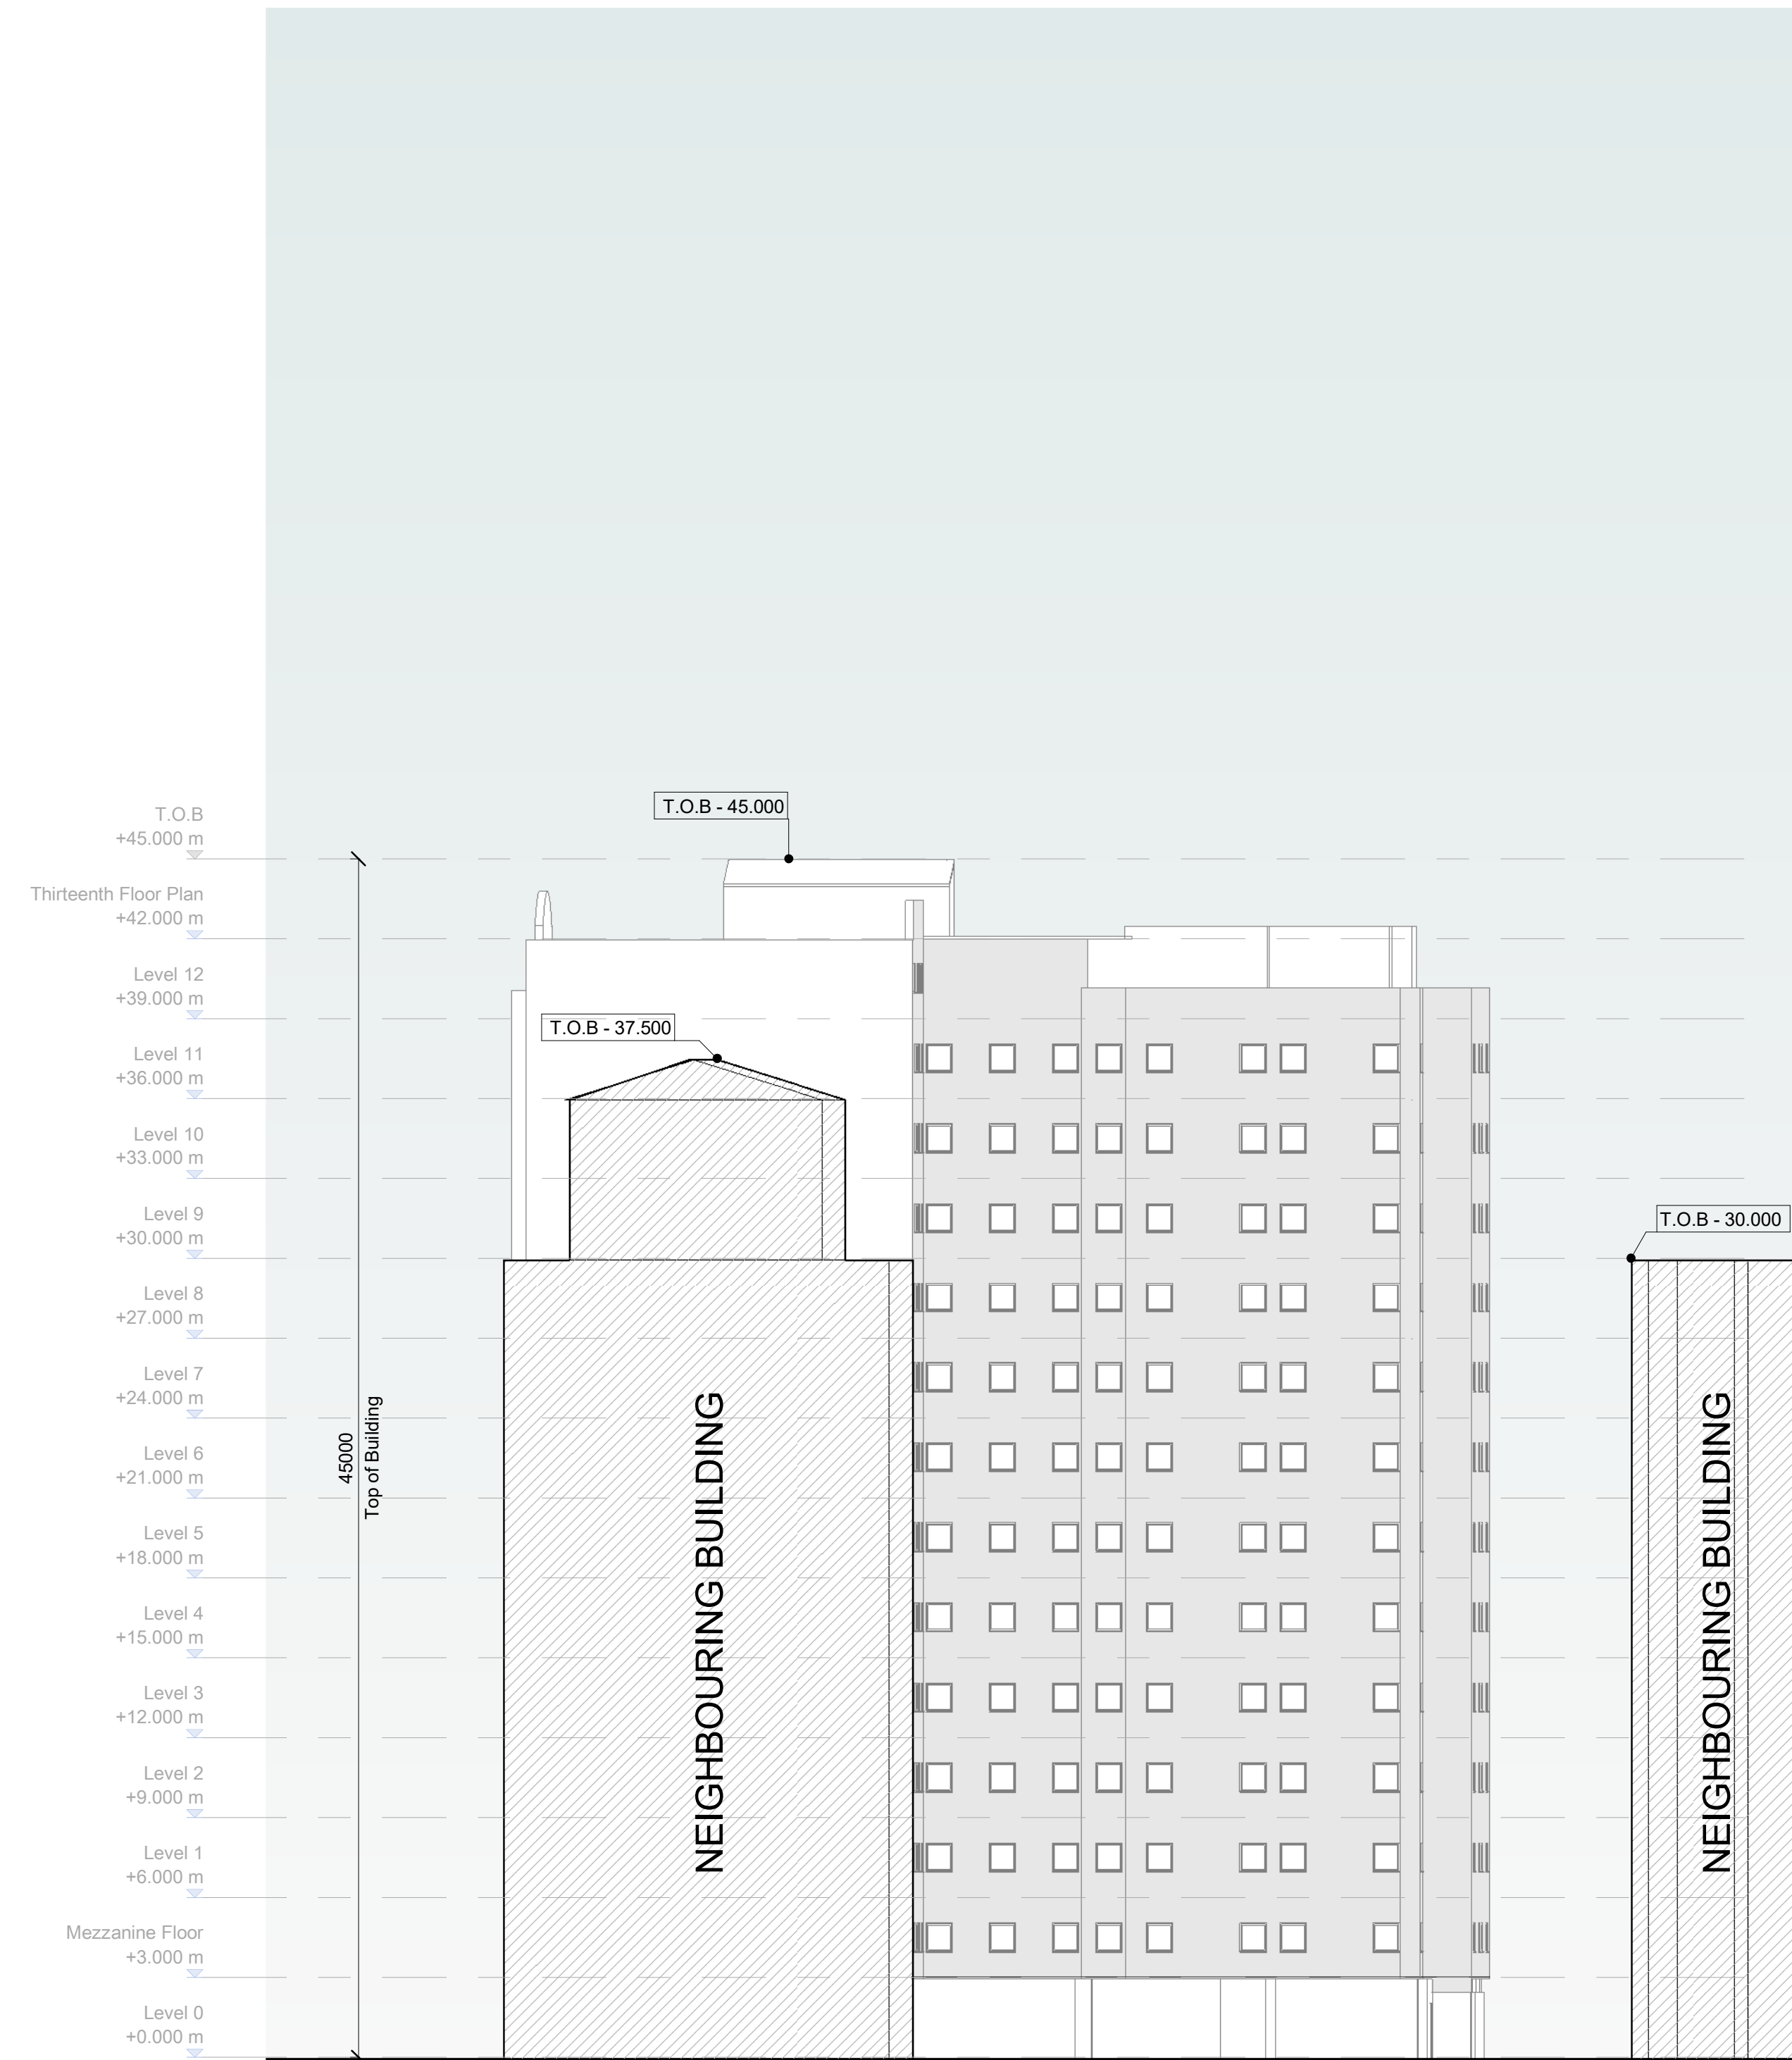 T.O.B - 45.000
T.O.B
+45.000 m
Thirteenth Floor Plan
+42.000 m
Level 12
+39.000 m
T.O.B - 37.500
Level 11
+36.000 m
Level 10
+33.000 m
Level 9
+30.000 m
T.O.B - 30.000
Level 8
+27.000 m
Level 7
+24.000 m
Level 6
+21.000 m
45000
Top of Building
NEIGHBOURING BUILDING
NEIGHBOURING BUILDING
Level 5
+18.000 m
Level 4
+15.000 m
Level 3
+12.000 m
Level 2
+9.000 m
Level 1
+6.000 m
Mezzanine Floor
+3.000 m
Level 0
+0.000 m